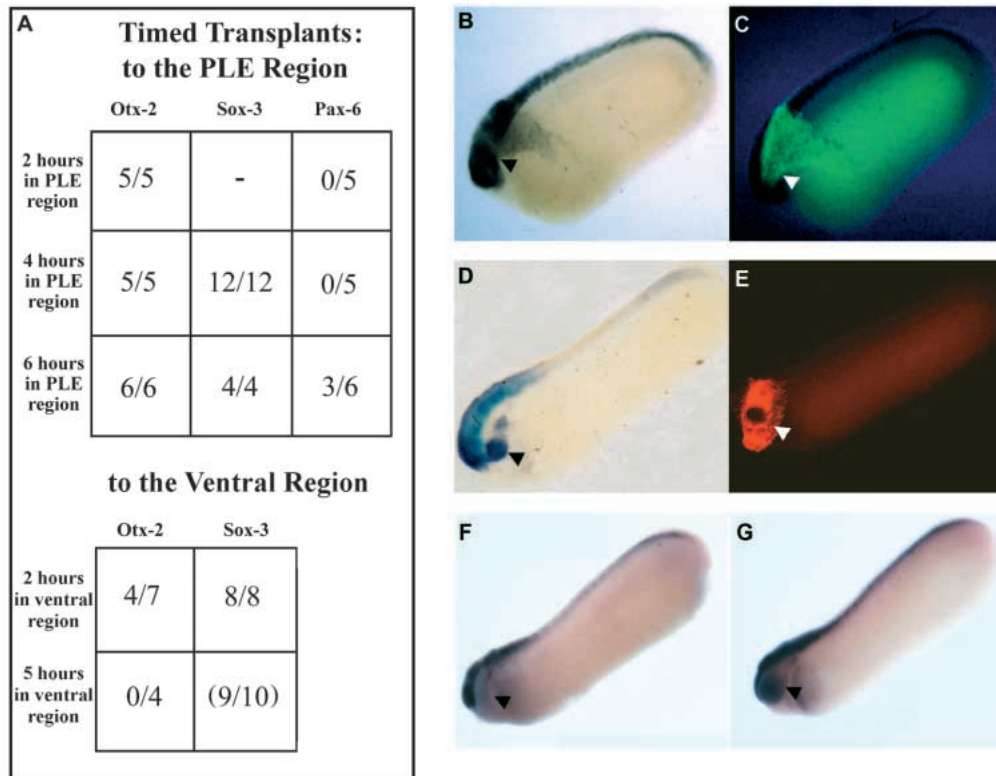 A
Timed Transplants:
to the PLE Region
Otx-2 Sox-3 Pax-6
2 hours
in PLE
region
5/5 - 0/5
4 hours
in PLE
region
5/5 12/12 0/5
6 hours
in PLE
region
6/6 4/4 3/6
to the Ventral Region
Otx-2 Sox-3
2 hours
in ventral
region
4/7 8/8
5 hours
in ventral
region
0/4 (9/10)
B
C
D
E
F
G